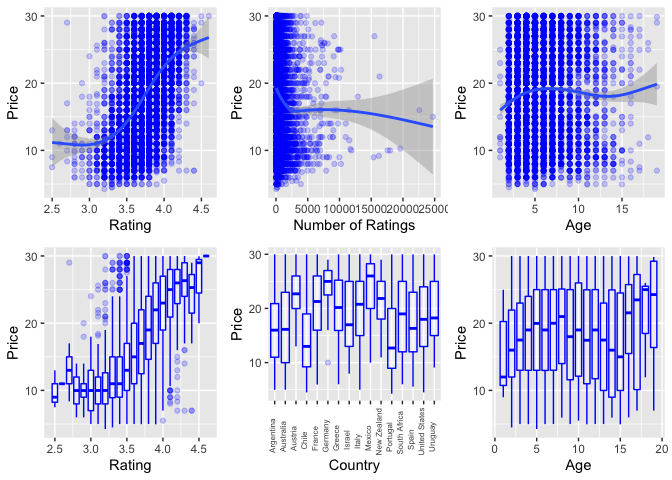 30
20
10
Price
2.5 3.0 3.5 4.0 4.5
Rating
30
20
10
Price
0 5000 10000 15000 20000 25000
Number of Ratings
30
20
10
Price
5 10 15
Age
30
20
10
Price
2.5 3.0 3.5 4.0 4.5
Rating
30
20
10
Price
Argentina
Australia
Austria
Chile
France
Germany
Greece
Israel
Italy
Mexico
New Zealand
Portugal
South Africa
Spain
United States
Uruguay
Country
30
20
10
Price
0 5 10 15 20
Age